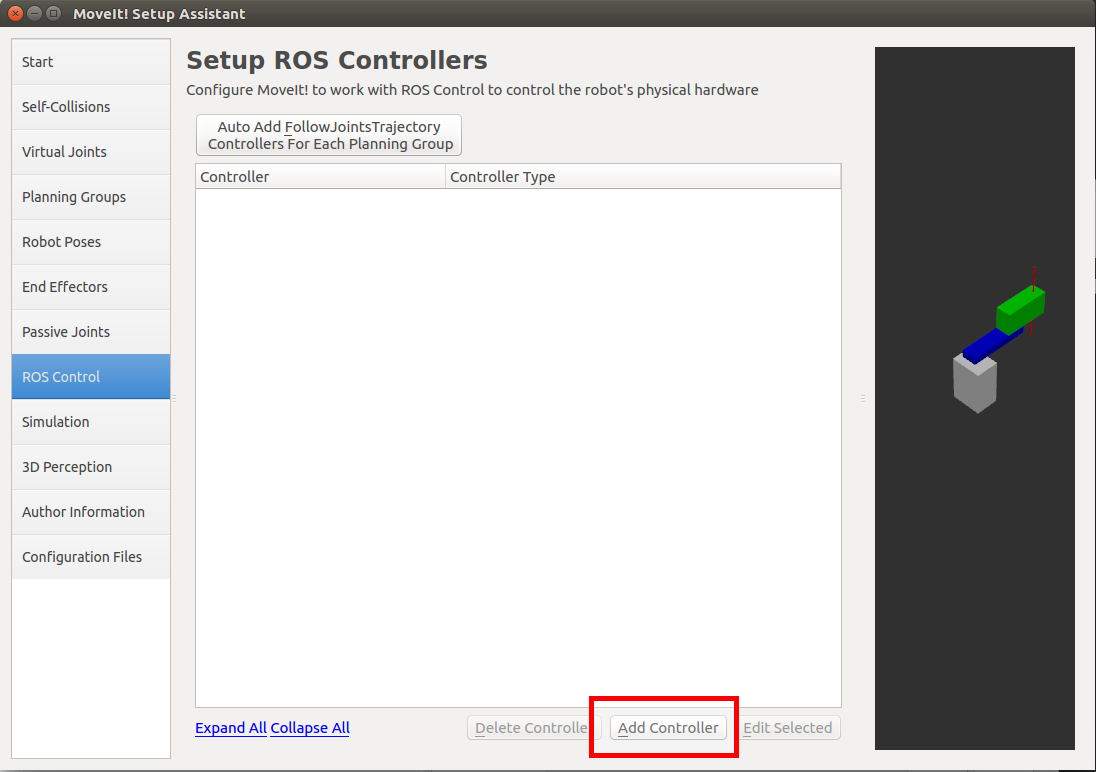 MoveIt! Setup Assistant
Start
Self-Collisions
Virtual Joints
Planning Groups
Robot Poses
End Effectors
Passive Joints
ROS Control
Simulation
3D Perception
Author Information
Configuration Files
Setup ROS Controllers
Configure MoveIt! to work with ROS Control to control the robot's physical hardware
Auto Add FollowJointsTrajectory
Controllers For Each Planning Group
Controller Controller Type
Expand All Collapse All Delete Controlle Add Controller Edit Selected